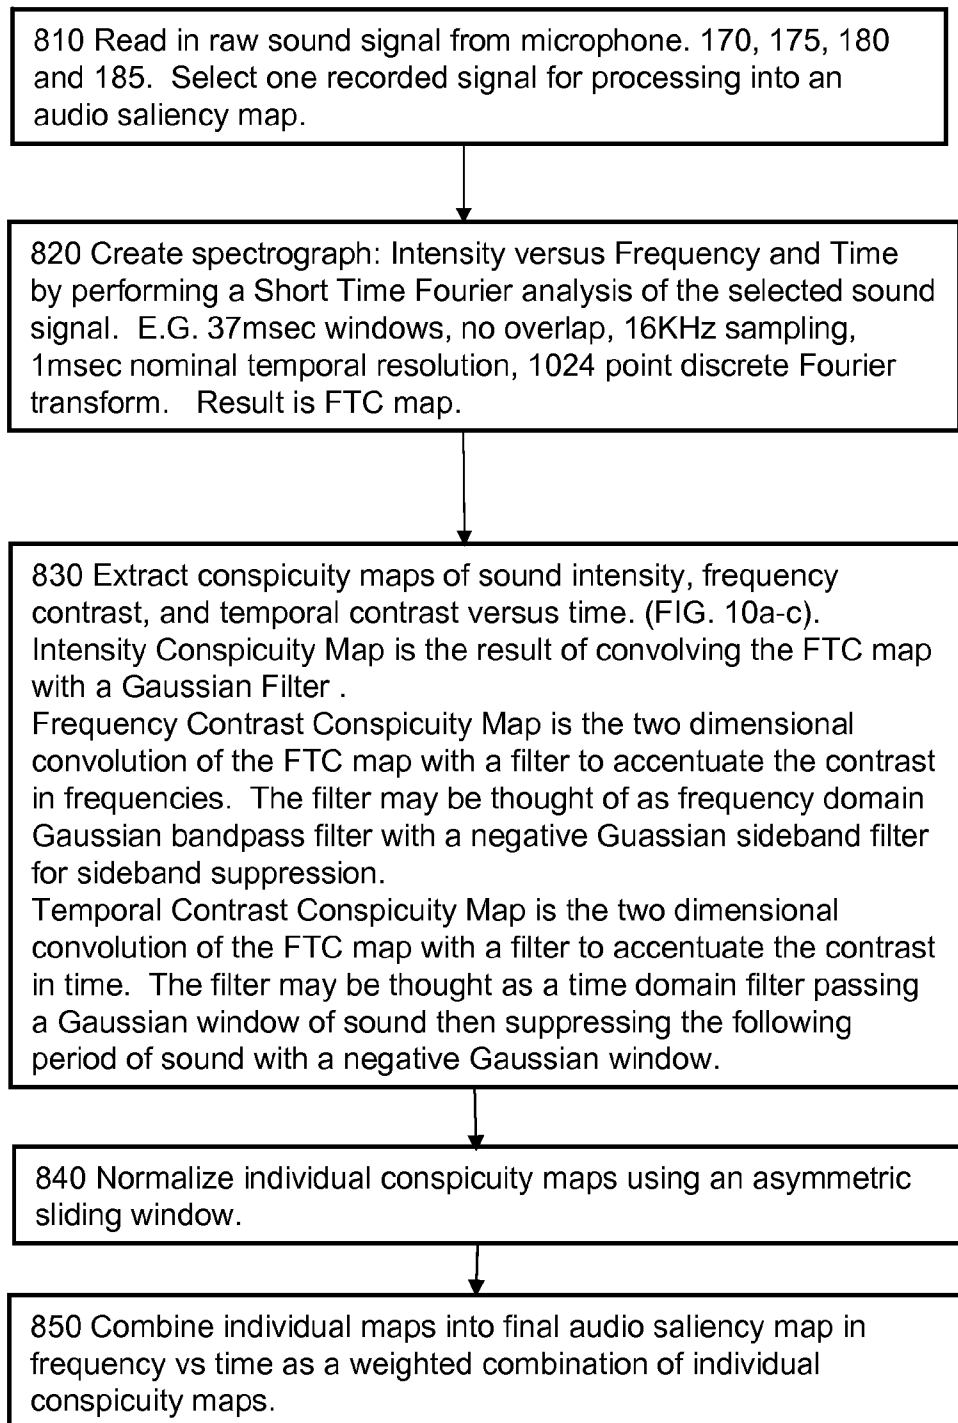 810 Read in raw sound signal from microphone. 170, 175, 180
and 185.  Select one recorded signal for processing into an
audio saliency map.
820 Create spectrograph: Intensity versus Frequency and Time
by performing a Short Time Fourier analysis of the selected sound
signal.  E.G. 37msec windows, no overlap, 16KHz sampling,
1msec nominal temporal resolution, 1024 point discrete Fourier
transform.   Result is FTC map.
830 Extract conspicuity maps of sound intensity, frequency
contrast, and temporal contrast versus time. (FIG. 10a-c).
Intensity Conspicuity Map is the result of convolving the FTC map
with a Gaussian Filter .
Frequency Contrast Conspicuity Map is the two dimensional
convolution of the FTC map with a filter to accentuate the contrast
in frequencies.  The filter may be thought of as frequency domain
Gaussian bandpass filter with a negative Guassian sideband filter
for sideband suppression.
Temporal Contrast Conspicuity Map is the two dimensional
convolution of the FTC map with a filter to accentuate the contrast
in time.  The filter may be thought as a time domain filter passing
a Gaussian window of sound then suppressing the following
period of sound with a negative Gaussian window.
840 Normalize individual conspicuity maps using an asymmetric
sliding window.
850 Combine individual maps into final audio saliency map in
frequency vs time as a weighted combination of individual
conspicuity maps.